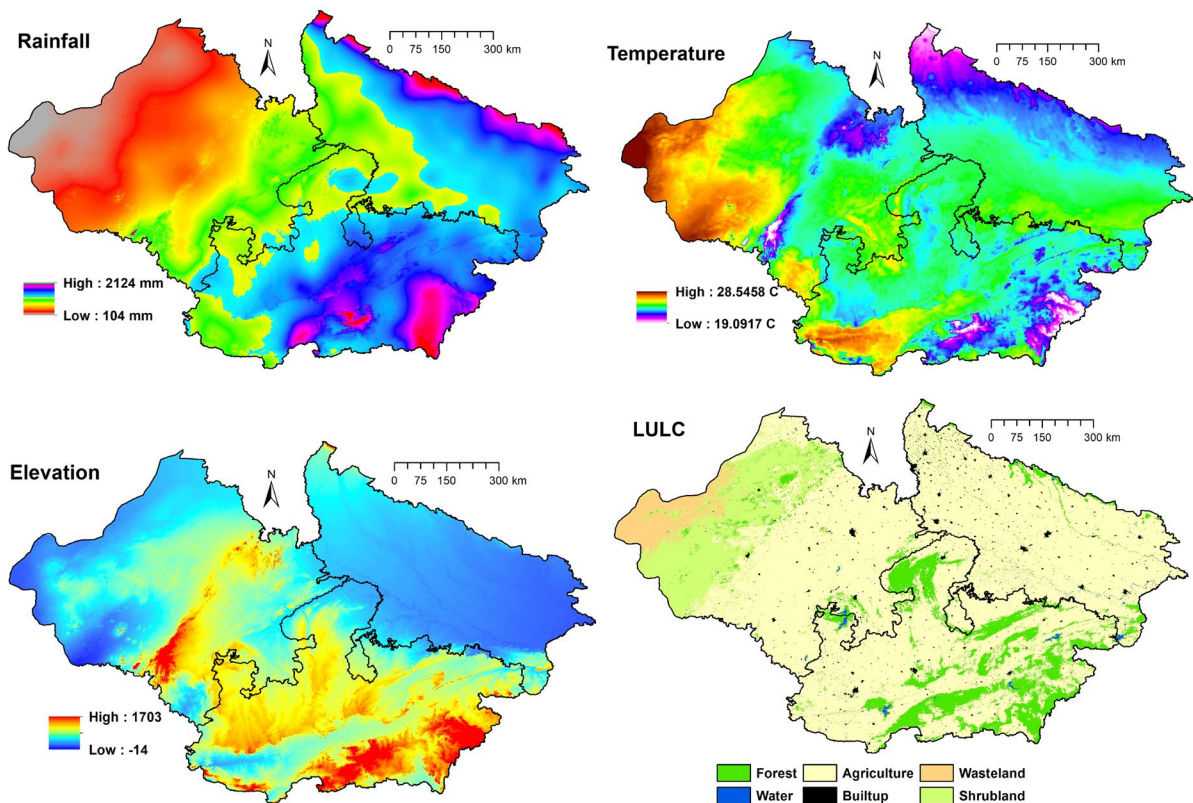 Rainfall
N
0 75 150 300 km
High : 2124 mm
Low : 104 mm
Temperature
N
0 75 150 300 km
High : 28.5458 C
Low : 19.0917 C
Elevation
N
0 75 150 300 km
High : 1703
Low : -14
LULC
N
0 75 150 300 km
Forest Agriculture Wasteland
Water Builtup Shrubland